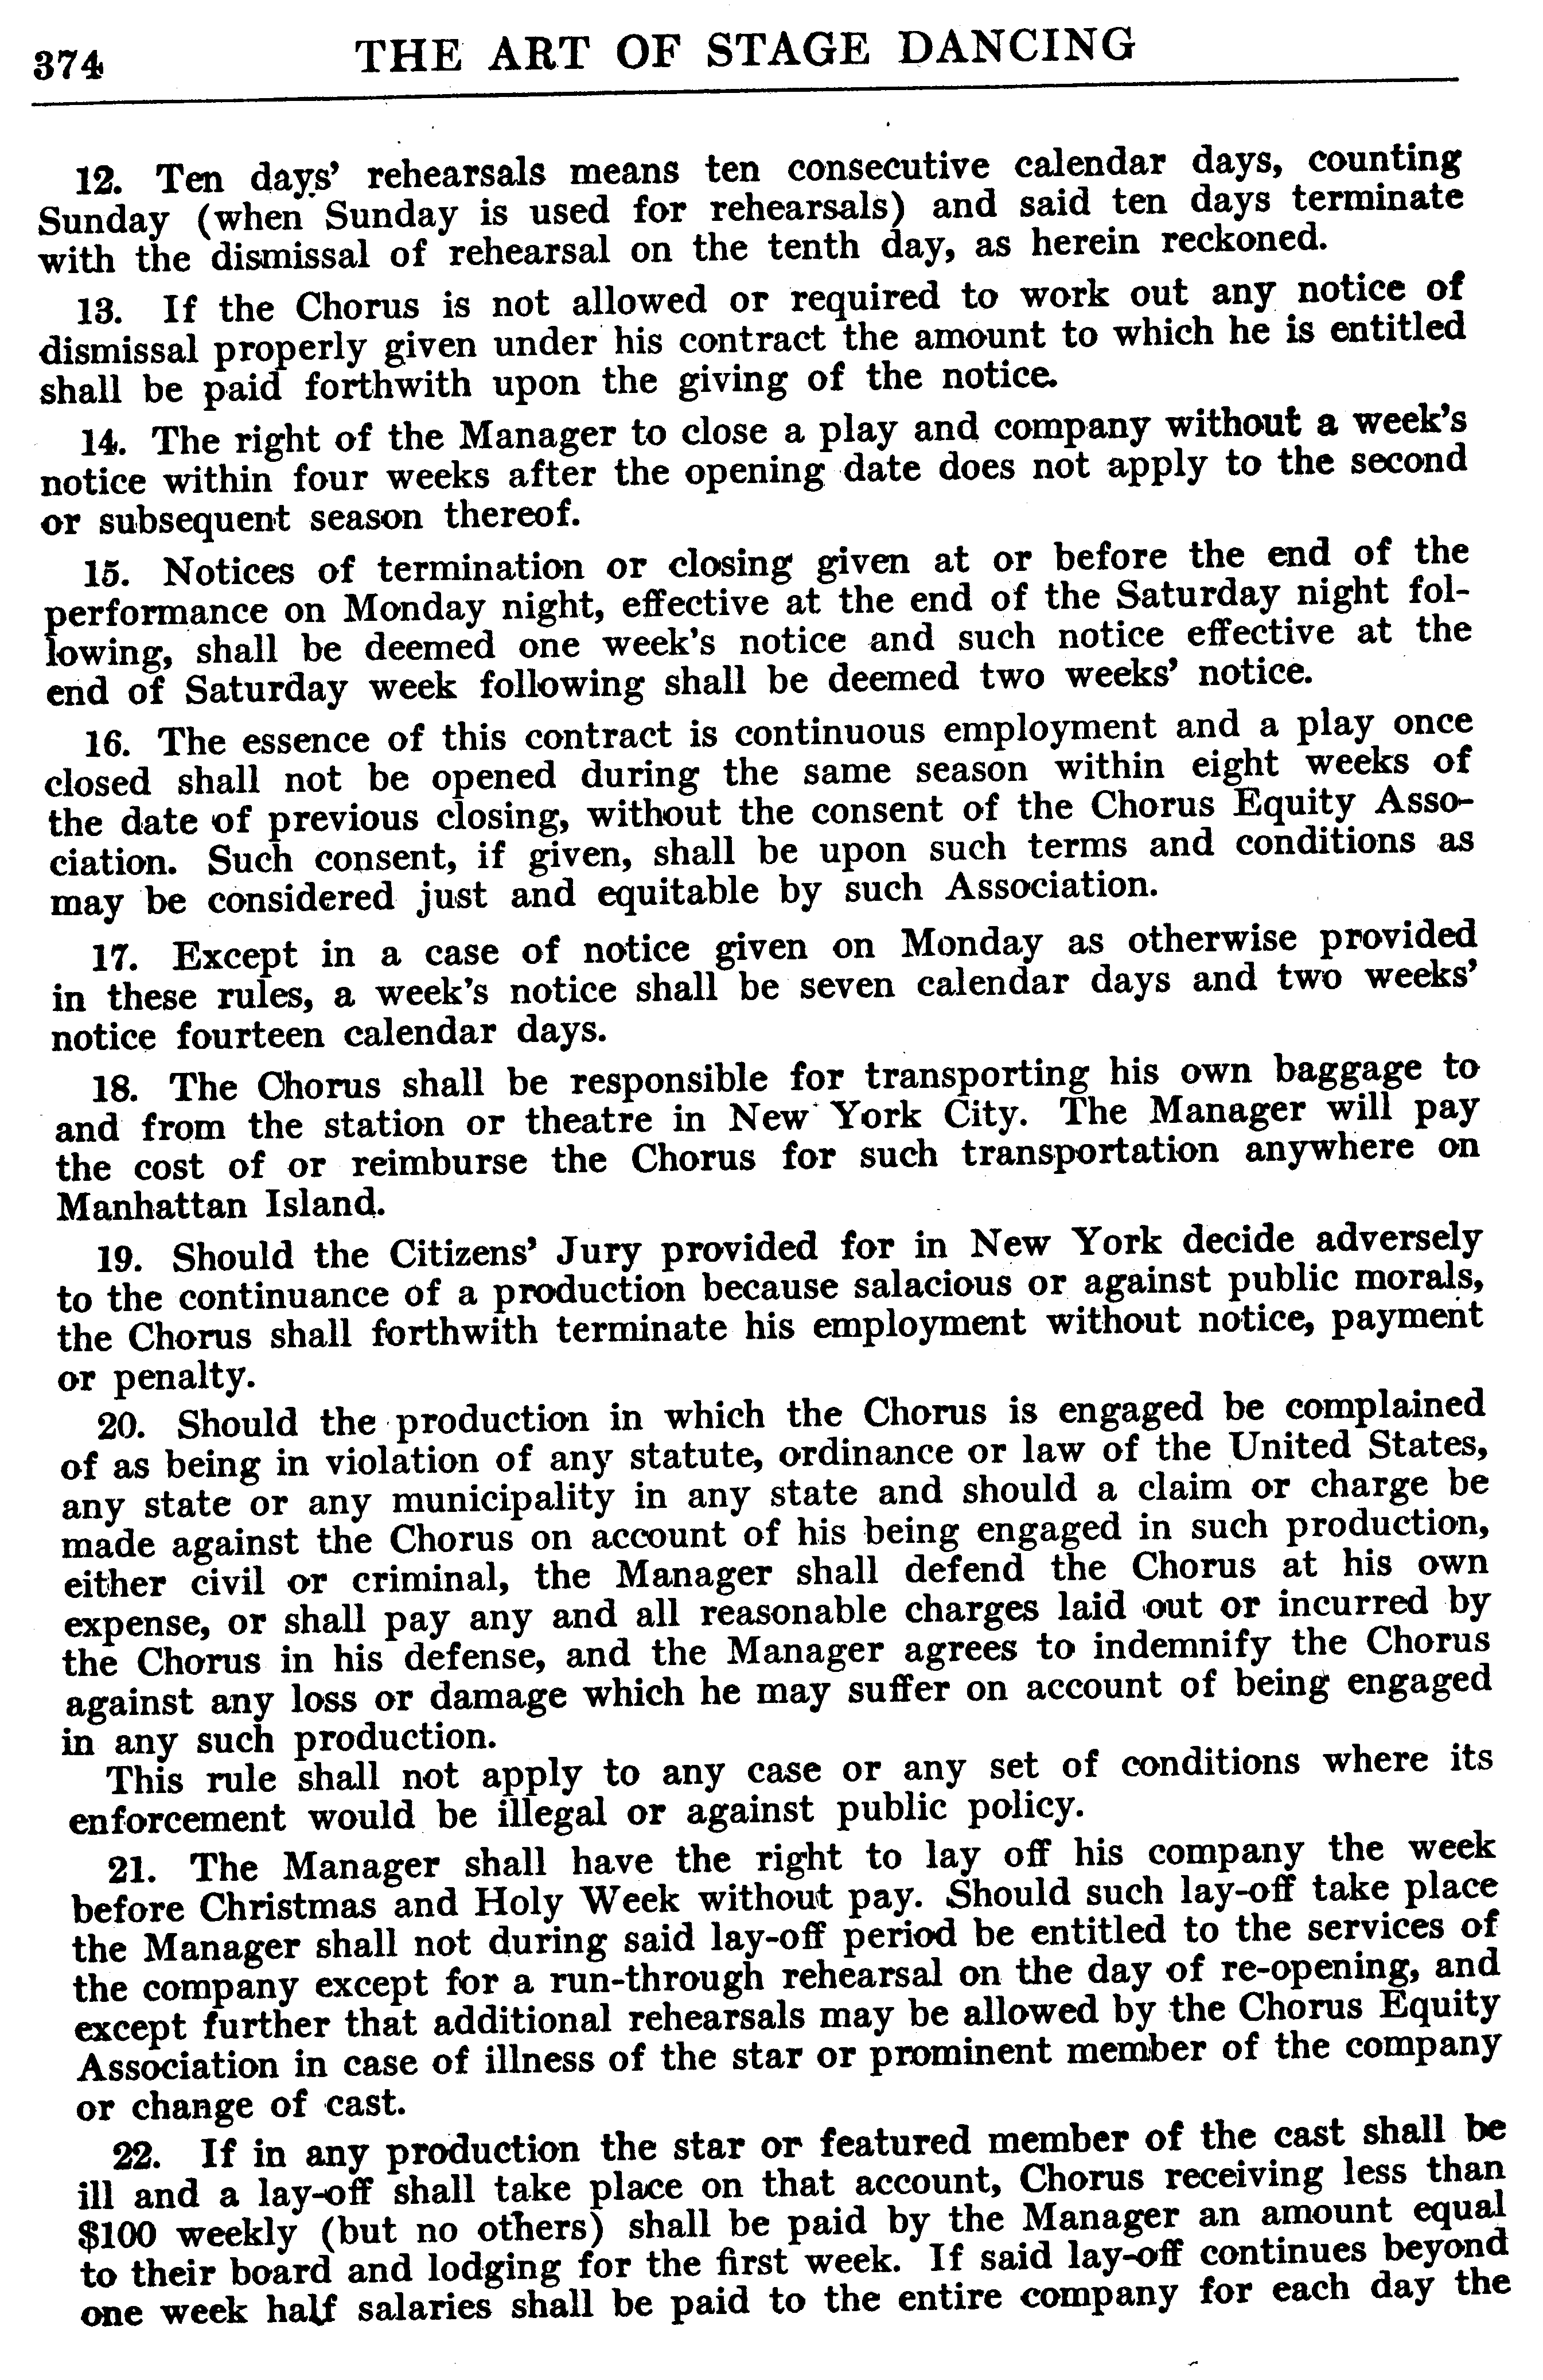 374 THE ART OF STAGE DANCING
12. Ten days' rehearsals means ten consecutive calendar days, counting
Sunday (when Sunday is used for rehearsals) and said ten days terminate
with the dismissal of rehearsal on the tenth day, as herein reckoned.
13. If the Chorus is not allowed or required to work out any notice of
dismissal properly given under his contract the amount to which he is entitled
shall be paid forthwith upon the giving of the notice.
14. The right of the Manager to close a play and company without a week's
notice within four weeks after the opening date does not apply to the second
or subsequent season thereof.
15. Notices of termination or closing given at or before the end of the
performance on Monday night, effective at the end of the Saturday night fol-
lowing, shall be deemed one week's notice and such notice effective at the
end of Saturday week following shall be deemed two weeks' notice.
16. The essence of this contract is continuous employment and a play once
closed shall not be opened during the same season within eight weeks of
the date of previous closing, without the consent of the Chorus Equity Asso-
ciation. Such consent, if given, shall be upon such terms and conditions as
may be considered just and equitable by such Association.
17. Except in a case of notice given on Monday as otherwise provided
in these rules, a week's notice shall be seven calendar days and two weeks'
notice fourteen calendar days.
18. The Chorus shall be responsible for transporting his own baggage to
and from the station or theatre in New York City. The Manager will pay
the cost of or reimburse the Chorus for such transportation anywhere on
Manhattan Island.
19. Should the Citizens' Jury provided for in New York decide adversely
to the continuance of a production because salacious or against public morals,
the Chorus shall forthwith terminate his employment without notice, payment
or penalty.
20. Should the production in which the Chorus is engaged be complained
of as being in violation of any statute, ordinance or law of the United States,
any state or any municipality in any state and should a claim or charge be
made against the Chorus on account of his being engaged in such production,
either civil or criminal, the Manager shall defend the Chorus at his own
expense, or shall pay any and all reasonable charges laid out or incurred by
the Chorus in his defense, and the Manager agrees to indemnify the Chorus
against any loss or damage which he may suffer on account of being engaged
in any such production.
This rule shall not apply to any case or any set of conditions where its
enforcement would be illegal or against public policy.
21. The Manager shall have the right to lay off his company the week
before Christmas and Holy Week without pay. Should such lay-off take place
the Manager shall not during said lay-off period be entitled to the services of
the company except for a run-through rehearsal on the day of re-opening, and
except further that additional rehearsals may be allowed by the Chorus Equity
Association in case of illness of the star or prominent member of the company
or change of cast.
22. If in any production the star or featured member of the cast shall be
ill and a lay-off shall take place on that account, Chorus receiving less than
$100 weekly (but no others) shall be paid by the Manager an amount equal
to their board and lodging for the first week. If said lay-off continues beyond
one week half salaries shall be paid to the entire company for each day the